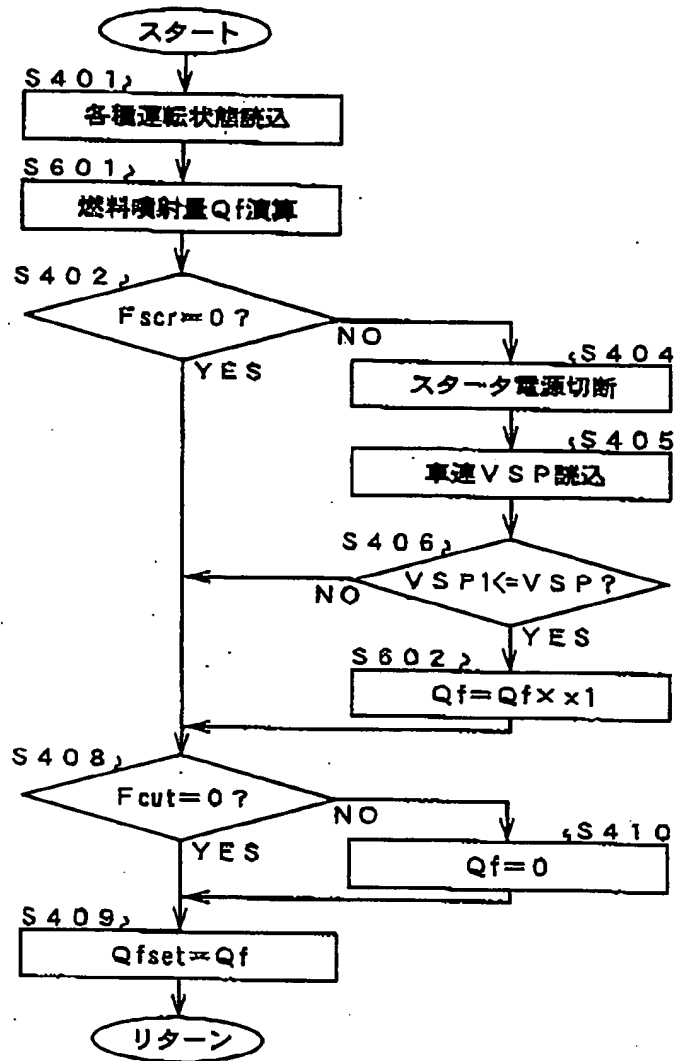 スタート
S401
各種運転状態読込
S601
燃料噴射量Qf演算
S402
Fscr=0?
NO
YES
S404
スタータ電源切断
S405
車速VSP読込
S406
VSP1<=VSP?
NO
YES
S602
Qf=Qf××1
S408
Fcut=0?
NO
YES
S410
Qf=0
S409
Qfset=Qf
リターン